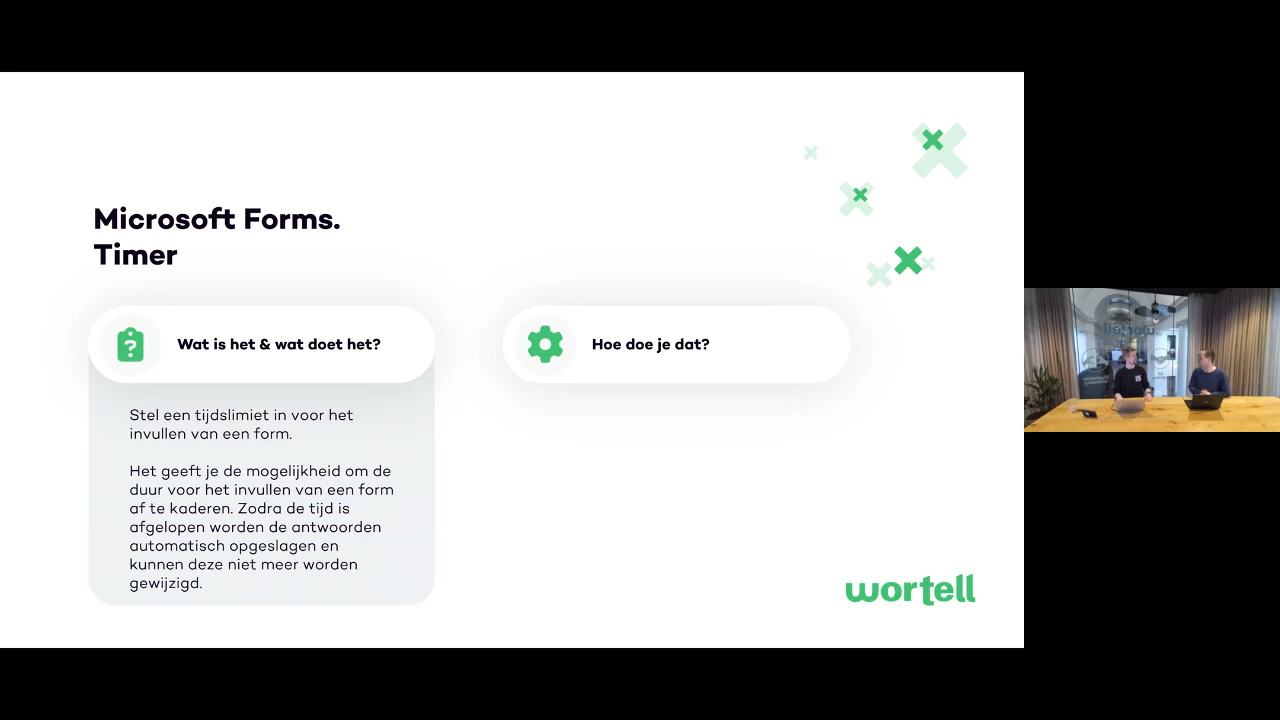 Microsoft Forms.
Timer
Wat is het & wat doet het?
Stel een tijdslimiet in voor het
invullen van een form.
Het geeft je de mogelijkheid om de
duur voor het invullen van een form
af te kaderen. Zodra de tijd is
afgelopen worden de antwoorden
automatisch opgeslagen en
kunnen deze niet meer worden
gewijzigd.
Hoe doe je dat?
wortell